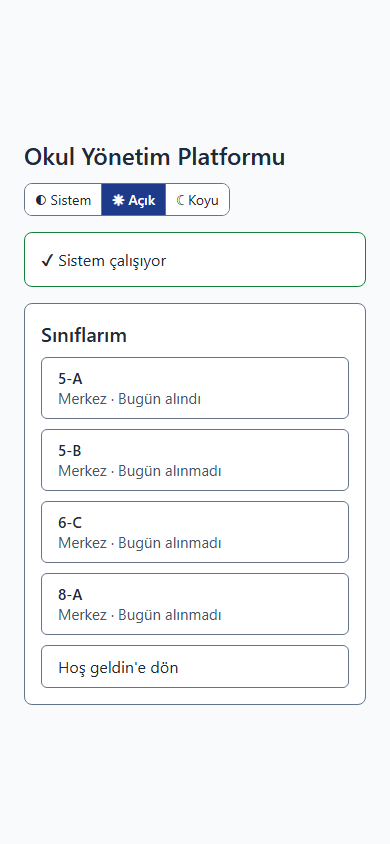 Okul Yönetim Platformu
◐ Sistem ☀ Açık ☾ Koyu
✓ Sistem çalışıyor
Sınıflarım
5-A
Merkez · Bugün alındı
5-B
Merkez · Bugün alınmadı
6-C
Merkez · Bugün alınmadı
8-A
Merkez · Bugün alınmadı
Hoş geldin'e dön